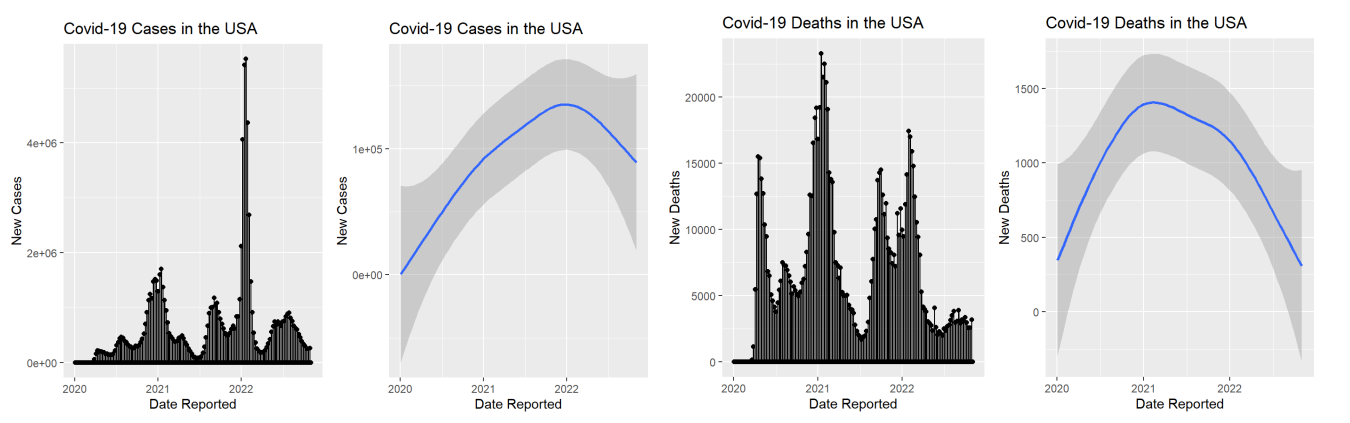 Covid-19 Cases in the USA
New Cases
4e+06
2e+06
0e+00
2020 2021 2022
Date Reported
Covid-19 Cases in the USA
New Cases
1e+05
0e+00
2020 2021 2022
Date Reported
Covid-19 Deaths in the USA
New Deaths
20000
15000
10000
5000
0
2020 2021 2022
Date Reported
Covid-19 Deaths in the USA
New Deaths
1500
1000
500
0
2020 2021 2022
Date Reported